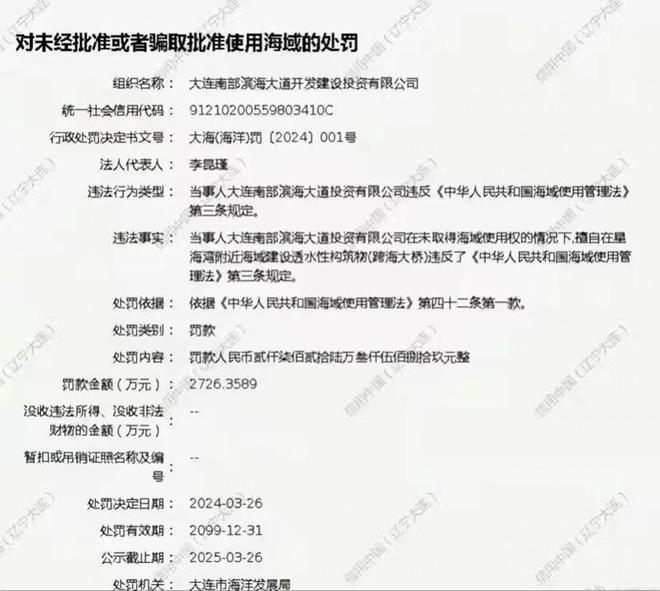 对未经批准或者骗取批准使用海域的处罚
组织名称： 大连南部滨海大道开发建设投资有限公司
统一社会信用代码： 91210200559803410C
行政处罚决定书文号： 大海(海洋)罚〔2024〕001号
法人代表人： 李昆瑾
违法行为类型： 当事人大连南部滨海大道投资有限公司违反《中华人民共和国海域使用管理法》
第三条规定。
违法事实： 当事人大连南部滨海大道投资有限公司在未取得海域使用权的情况下,擅自在星
海湾附近海域建设透水性构筑物(跨海大桥)违反了《中华人民共和国海域使用管
理法》第三条规定。
处罚依据： 依据《中华人民共和国海域使用管理法》第四十二条第一款。
处罚类别： 罚款
处罚内容： 罚款人民币贰仟柒佰贰拾陆万叁仟伍佰捌拾玖元整
罚款金额（万元）： 2726.3589
没收违法所得、没收非法
财物的金额（万元）： --
暂扣或吊销证照名称及编
号： --
处罚决定日期： 2024-03-26
处罚有效期： 2099-12-31
公示截止期： 2025-03-26
处罚机关： 大连市海洋发展局
信用中国（辽宁大连）